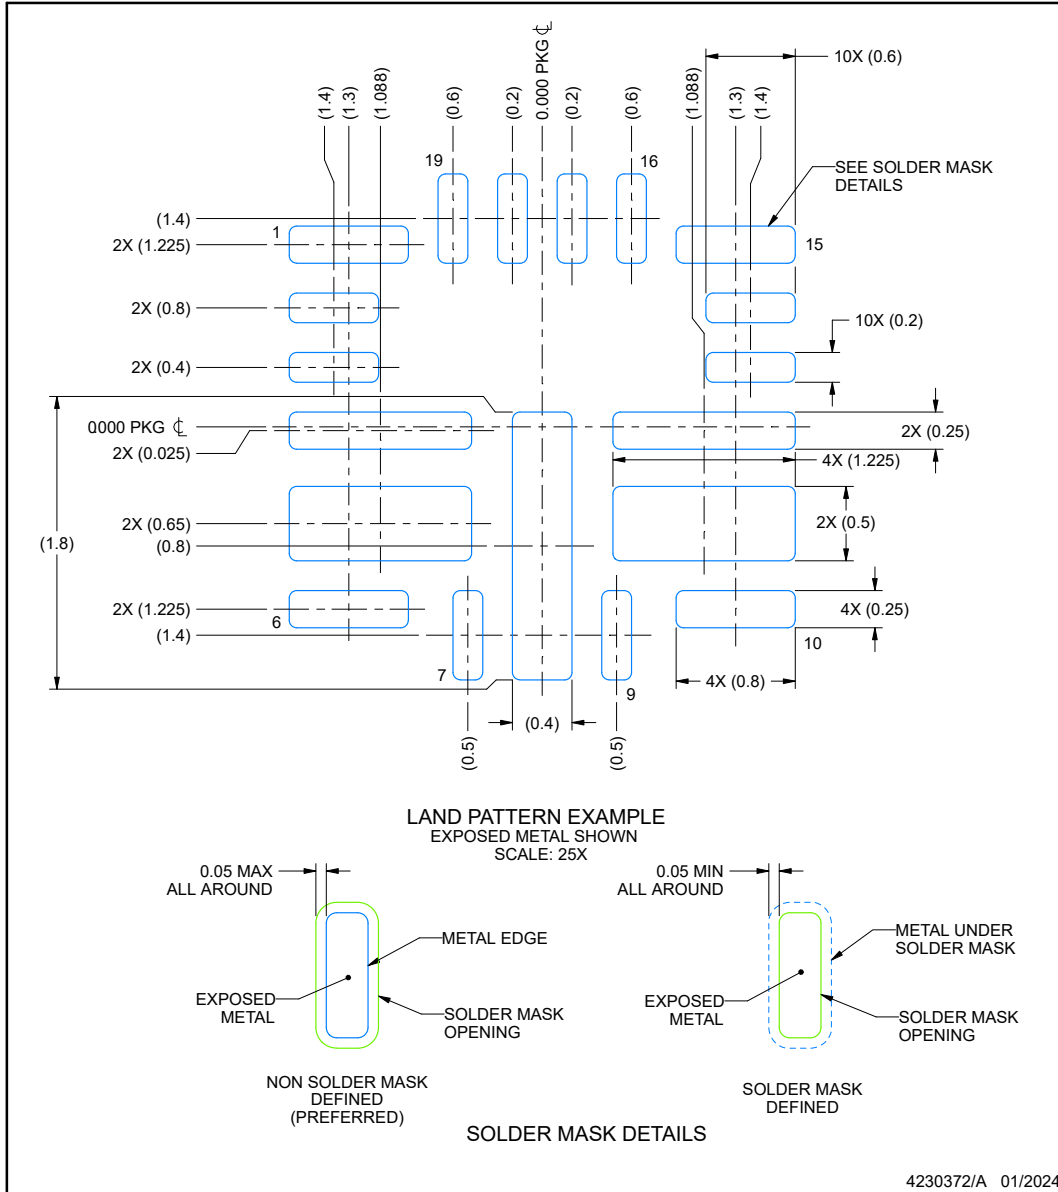 0.000 PKG ℄
10X (0.6)
(1.4)
(1.3)
(1.088)
(0.6)
(0.2)
(0.2)
(0.6)
(1.088)
(1.3)
(1.4)
19
16
SEE SOLDER MASK
DETAILS
(1.4)
1
15
2X (1.225)
2X (0.8)
10X (0.2)
2X (0.4)
0.000 PKG ℄
2X (0.25)
2X (0.025)
4X (1.225)
2X (0.65)
2X (0.5)
(1.8)
(0.8)
2X (1.225)
4X (0.25)
6
(1.4)
10
7
9
4X (0.8)
(0.4)
(0.5)
(0.5)
LAND PATTERN EXAMPLE
EXPOSED METAL SHOWN
SCALE: 25X
0.05 MAX
ALL AROUND
METAL EDGE
EXPOSED
METAL
SOLDER MASK
OPENING
NON SOLDER MASK
DEFINED
(PREFERRED)
0.05 MIN
ALL AROUND
METAL UNDER
SOLDER MASK
EXPOSED
METAL
SOLDER MASK
OPENING
SOLDER MASK
DEFINED
SOLDER MASK DETAILS
4230372/A 01/2024